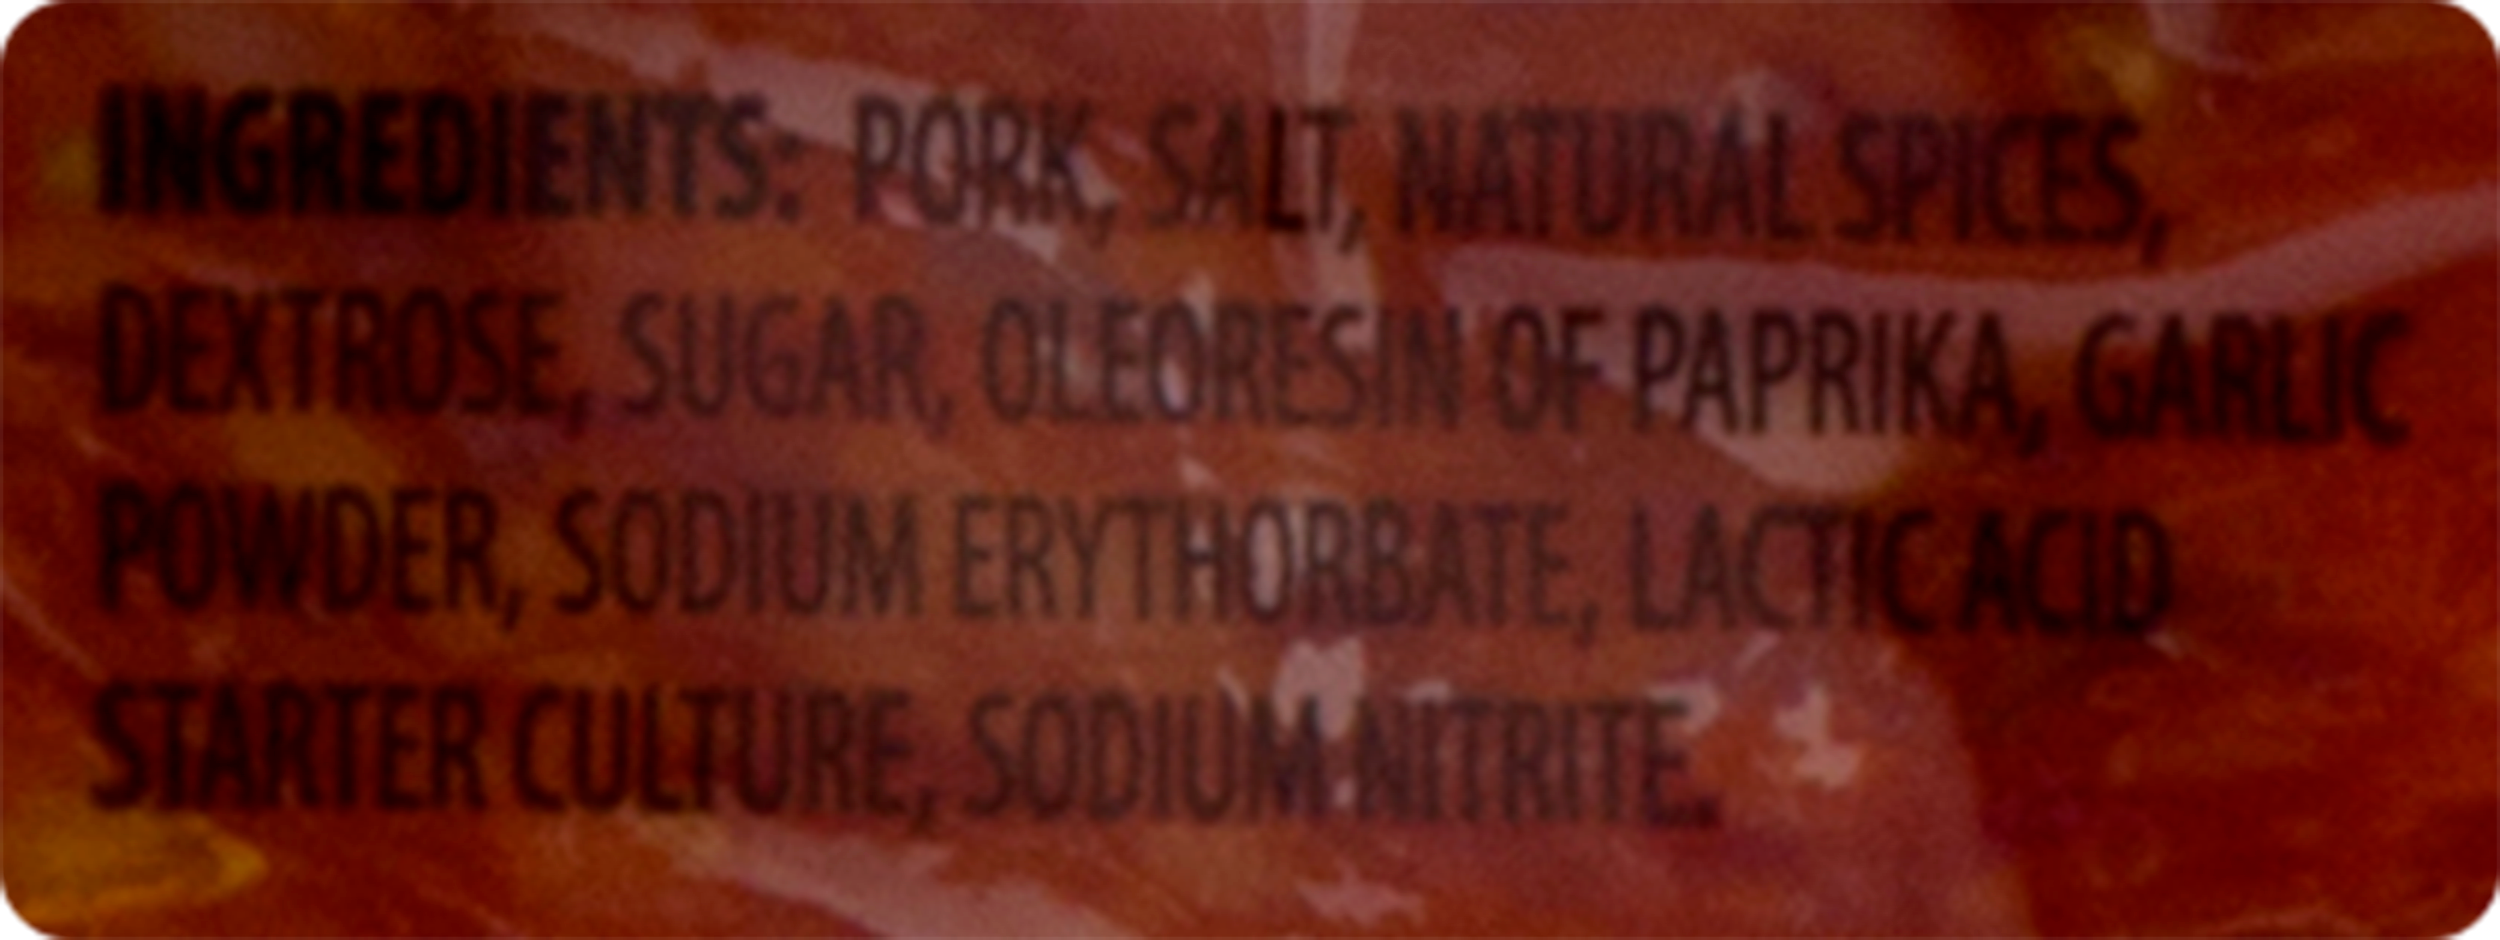 INGREDIENTS: PORK, SALT, NATURAL SPICES,
DEXTROSE, SUGAR, OLEORESIN OF PAPRIKA, GARLIC
POWDER, SODIUM ERYTHORBATE, LACTIC ACID
STARTER CULTURE, SODIUM NITRITE.